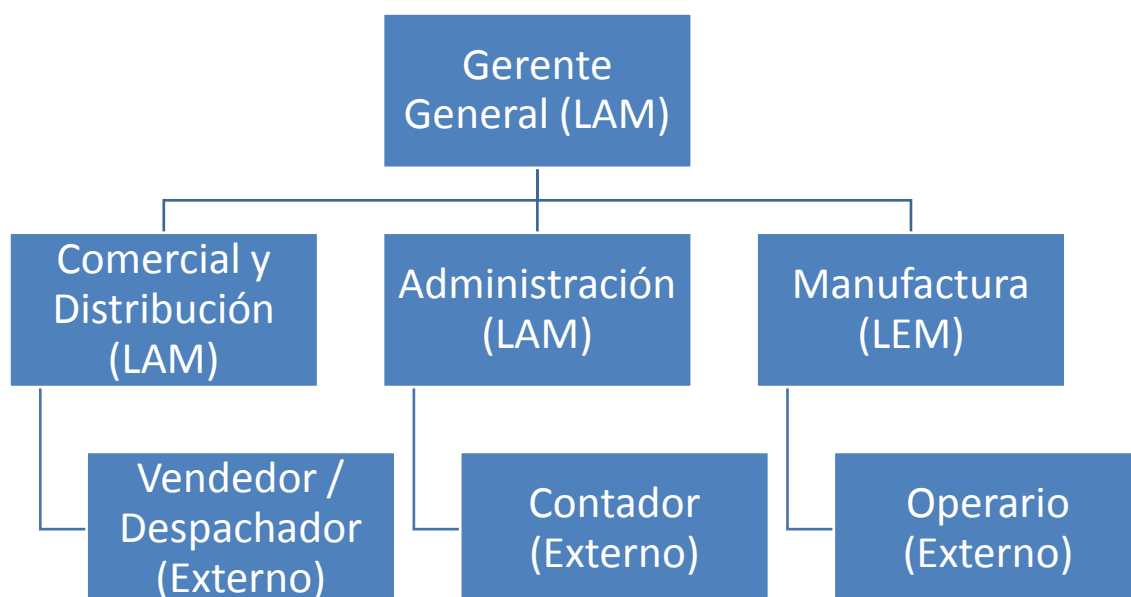 Gerente
General (LAM)
Comercial y
Distribución
(LAM)
Administración
(LAM)
Manufactura
(LEM)
Vendedor /
Despachador
(Externo)
Contador
(Externo)
Operario
(Externo)